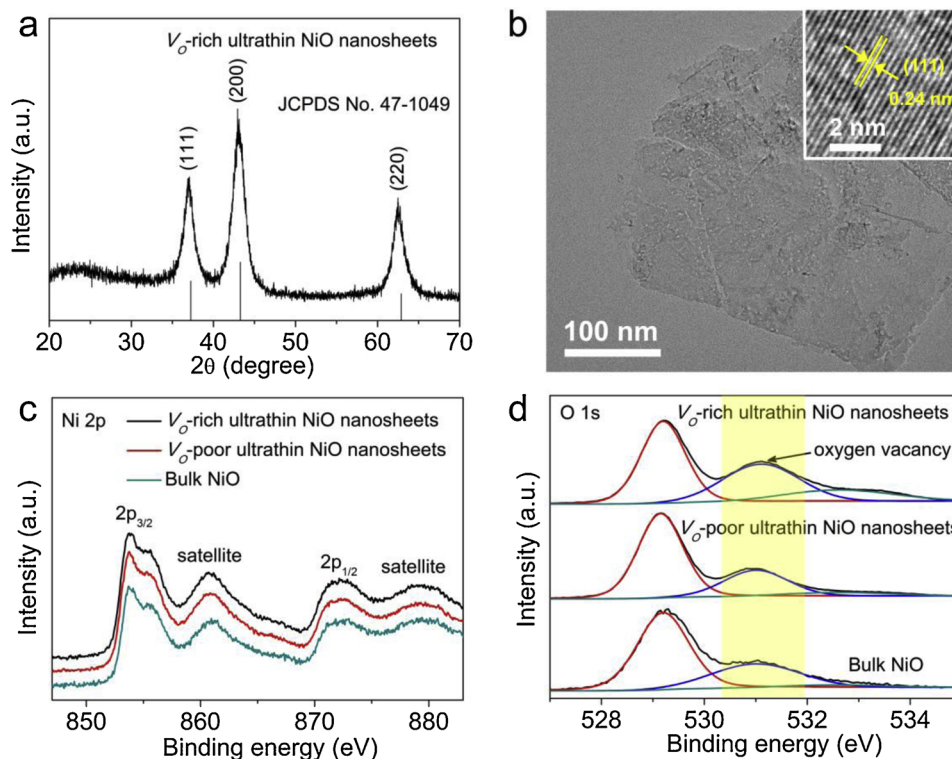 a
V_O-rich ultrathin NiO nanosheets
JCPDS No. 47-1049
(111)
(200)
(220)
Intensity (a.u.)
20 30 40 50 60 70
2θ (degree)
b
(111)
0.24 nm
2 nm
100 nm
c
Ni 2p
V_O-rich ultrathin NiO nanosheets
V_O-poor ultrathin NiO nanosheets
Bulk NiO
2p3/2
satellite
2p1/2
satellite
Intensity (a.u.)
850 860 870 880
Binding energy (eV)
d
O 1s
V_O-rich ultrathin NiO nanosheets
oxygen vacancy
V_O-poor ultrathin NiO nanosheets
Bulk NiO
Intensity (a.u.)
528 530 532 534
Binding energy (eV)